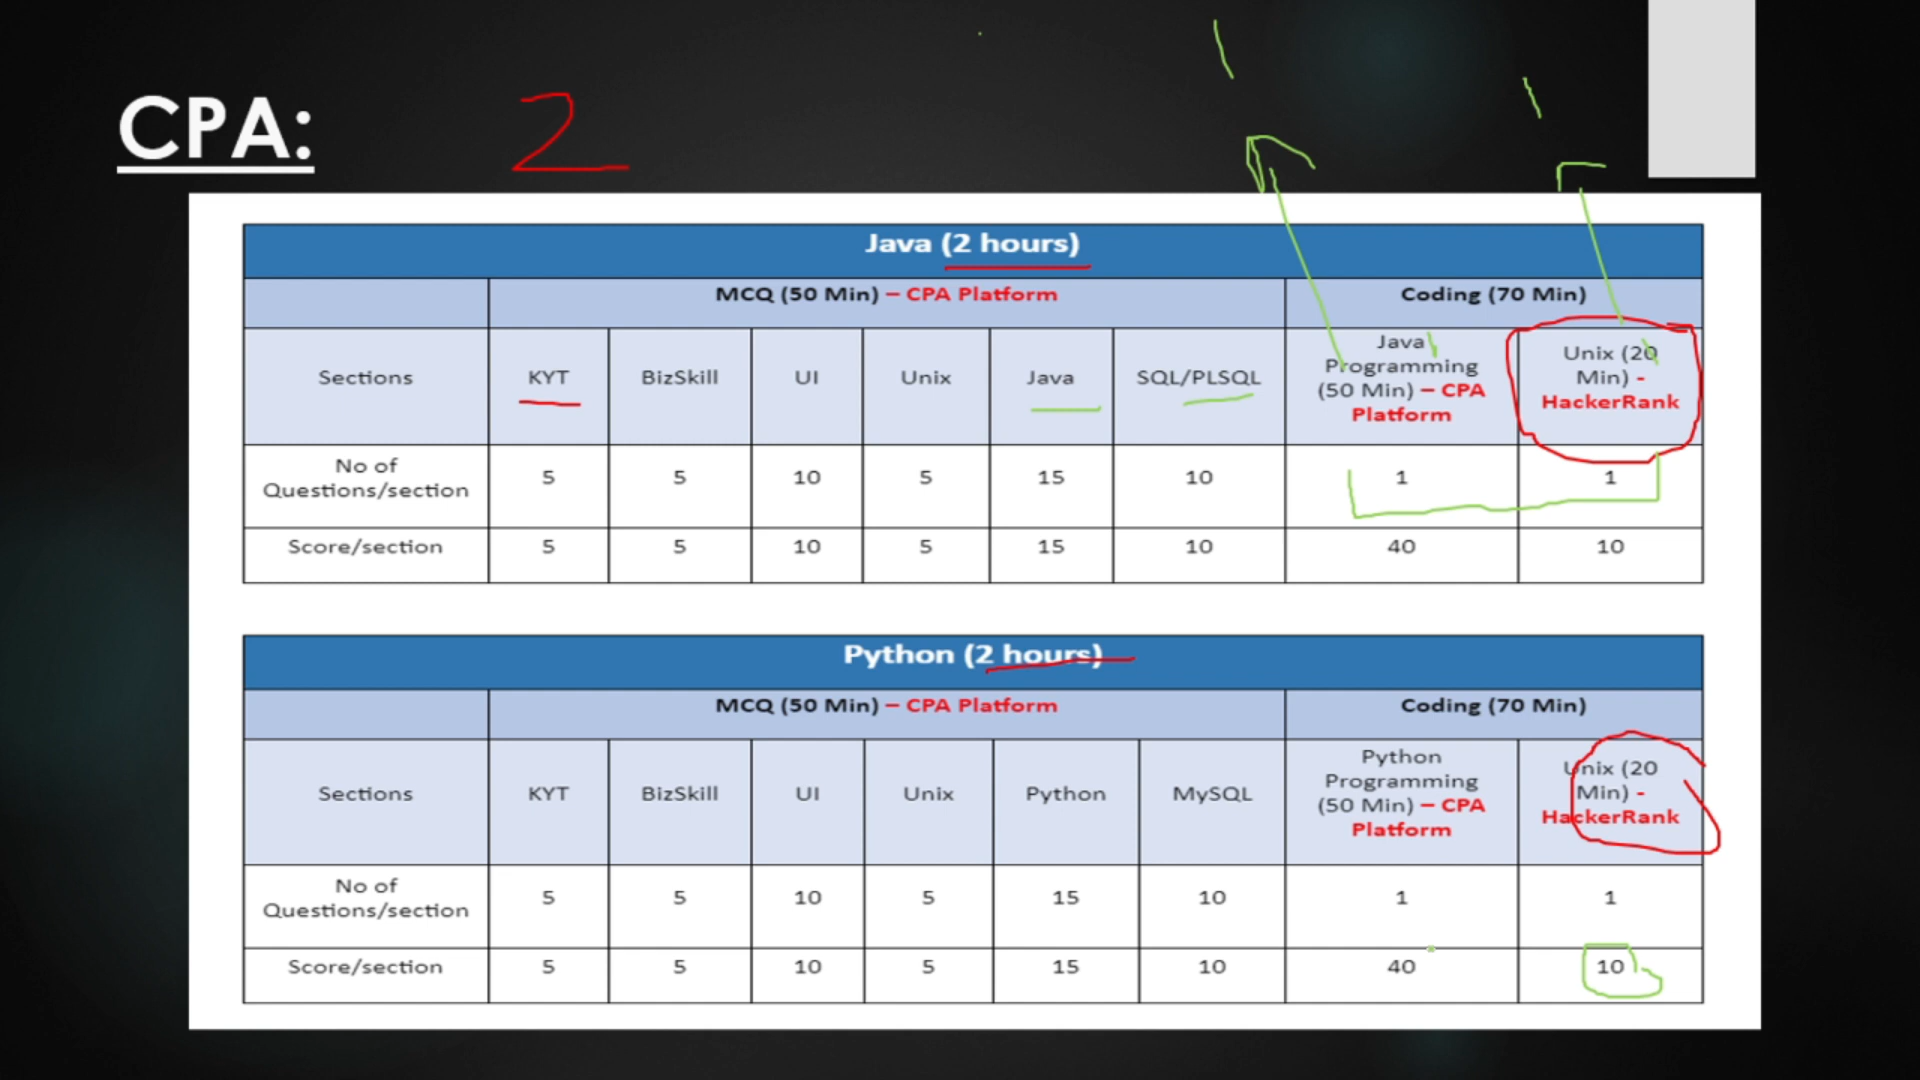 CPA:
2
Java (2 hours)
MCQ (50 Min) – CPA Platform
Coding (70 Min)
Sections
KYT
BizSkill
UI
Unix
Java
SQL/PLSQL
Java
Programming
(50 Min) – CPA
Platform
Unix (20
Min) -
HackerRank
No of
Questions/section
5
5
10
5
15
10
1
1
Score/section
5
5
10
5
15
10
40
10
Python (2 hours)
MCQ (50 Min) – CPA Platform
Coding (70 Min)
Sections
KYT
BizSkill
UI
Unix
Python
MySQL
Python
Programming
(50 Min) – CPA
Platform
Unix (20
Min) -
HackerRank
No of
Questions/section
5
5
10
5
15
10
1
1
Score/section
5
5
10
5
15
10
40
10